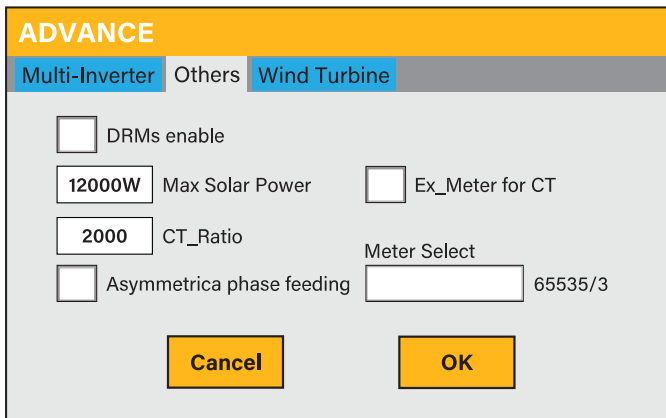 ADVANCE
Multi-Inverter Others Wind Turbine
DRMs enable
12000W Max Solar Power Ex_Meter for CT
2000 CT_Ratio
Meter Select
Asymmetrica phase feeding 65535/3
Cancel OK